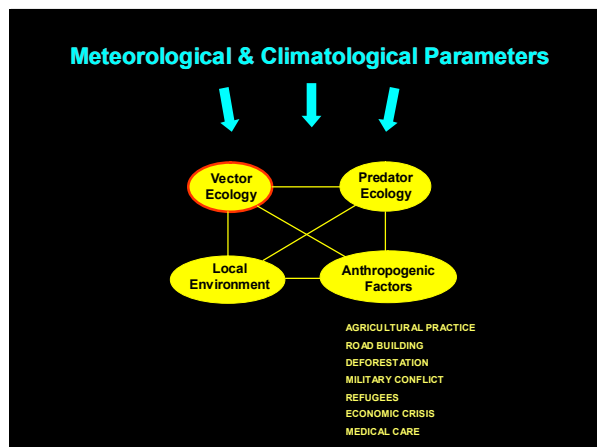 Meteorological & Climatological Parameters
Vector
Ecology
Predator
Ecology
Local
Environment
Anthropogenic
Factors
AGRICULTURAL PRACTICE
ROAD BUILDING
DEFORESTATION
MILITARY CONFLICT
REFUGEES
ECONOMIC CRISIS
MEDICAL CARE